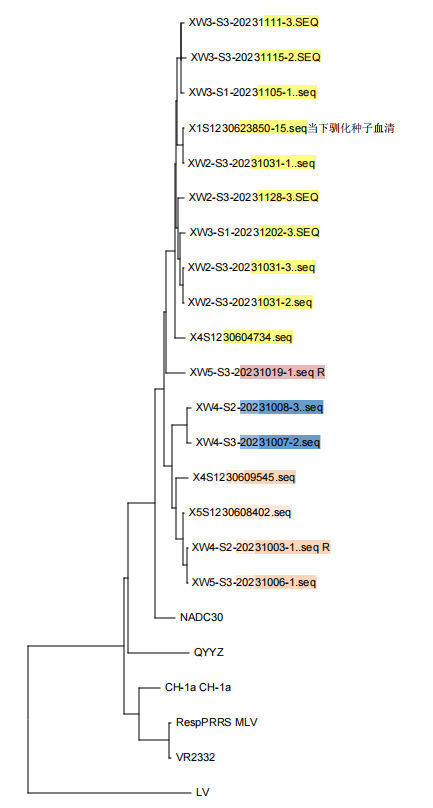 XW3-S3-20231111-3.SEQ
XW3-S3-20231115-2.SEQ
XW3-S1-20231105-1..seq
X1S1230623850-15.seq当下驯化种子血清
XW2-S3-20231031-1..seq
XW2-S3-20231128-3.SEQ
XW3-S1-20231202-3.SEQ
XW2-S3-20231031-3..seq
XW2-S3-20231031-2.seq
X4S1230604734.seq
XW5-S3-20231019-1.seq R
XW4-S2-20231008-3..seq
XW4-S3-20231007-2.seq
X4S1230609545.seq
X5S1230608402.seq
XW4-S2-20231003-1..seq R
XW5-S3-20231006-1.seq
NADC30
QYYZ
CH-1a CH-1a
RespPRRS MLV
VR2332
LV